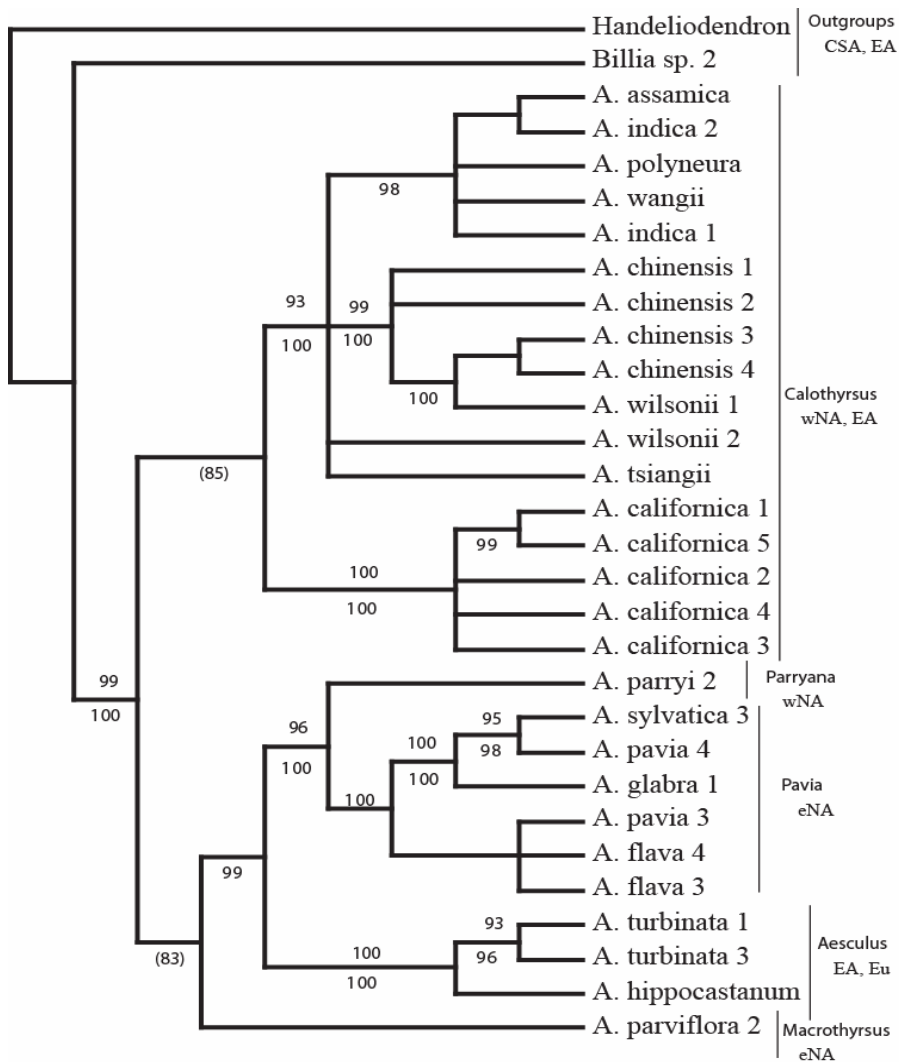 Handeliodendron
Billia sp. 2
Outgroups
CSA, EA
A. assamica
A. indica 2
A. polyneura
A. wangii
A. indica 1
98
A. chinensis 1
A. chinensis 2
A. chinensis 3
A. chinensis 4
A. wilsonii 1
A. wilsonii 2
A. tsiangii
93
100
99
100
100
Calothyrsus
wNA, EA
(85)
A. californica 1
A. californica 5
A. californica 2
A. californica 4
A. californica 3
99
100
100
99
100
A. parryi 2
Parryana
wNA
A. sylvatica 3
A. pavia 4
A. glabra 1
A. pavia 3
A. flava 4
A. flava 3
96
100
100
100
95
98
100
Pavia
eNA
99
(83)
A. turbinata 1
A. turbinata 3
A. hippocastanum
93
96
100
100
Aesculus
EA, Eu
A. parviflora 2
Macrothyrsus
eNA